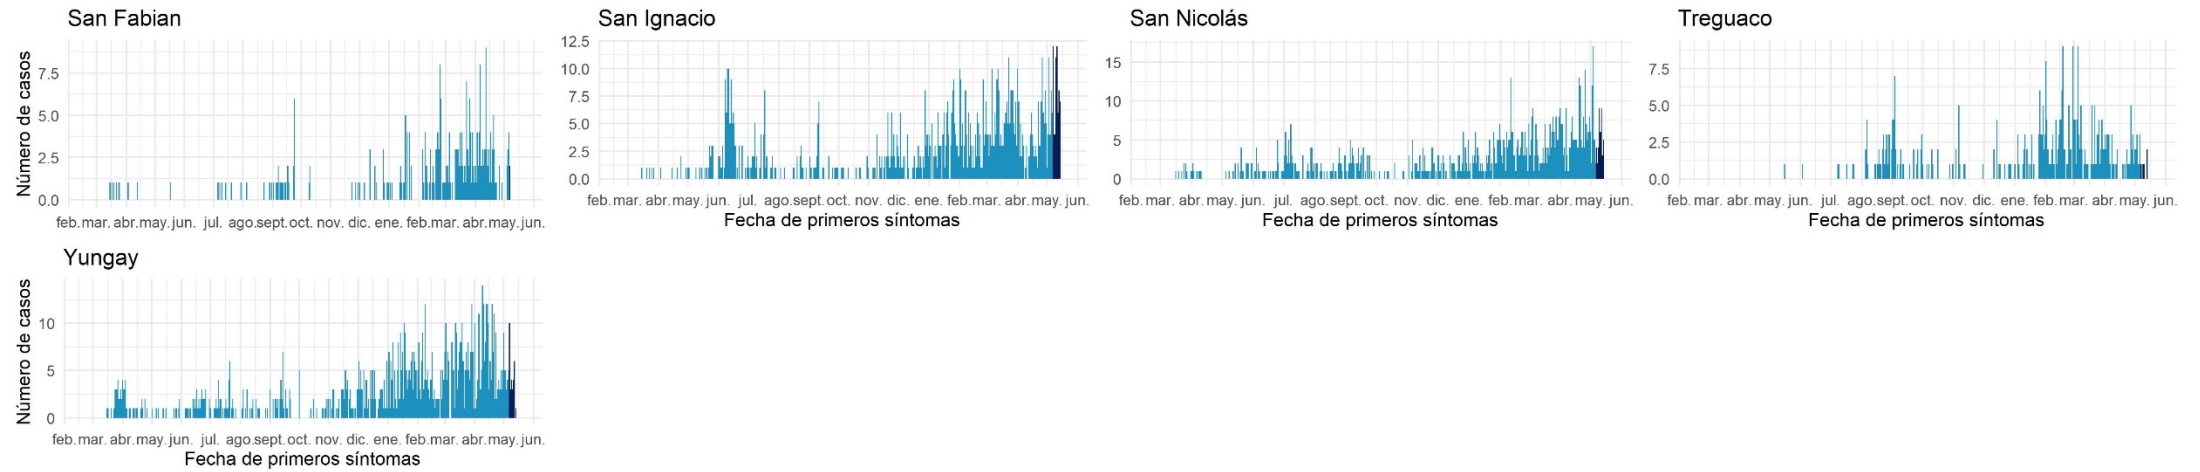 San Fabian
Número de casos
7.5
5.0
2.5
0.0
feb. mar. abr. may. jun. jul. ago. sept. oct. nov. dic. ene. feb. mar. abr. may. jun.
San Ignacio
12.5
10.0
7.5
5.0
2.5
0.0
feb. mar. abr. may. jun. jul. ago. sept. oct. nov. dic. ene. feb. mar. abr. may. jun.
Fecha de primeros síntomas
San Nicolás
15
10
5
0
feb. mar. abr. may. jun. jul. ago. sept. oct. nov. dic. ene. feb. mar. abr. may. jun.
Fecha de primeros síntomas
Treguaco
7.5
5.0
2.5
0.0
feb. mar. abr. may. jun. jul. ago. sept. oct. nov. dic. ene. feb. mar. abr. may. jun.
Fecha de primeros síntomas
Yungay
Número de casos
10
5
0
feb. mar. abr. may. jun. jul. ago. sept. oct. nov. dic. ene. feb. mar. abr. may. jun.
Fecha de primeros síntomas